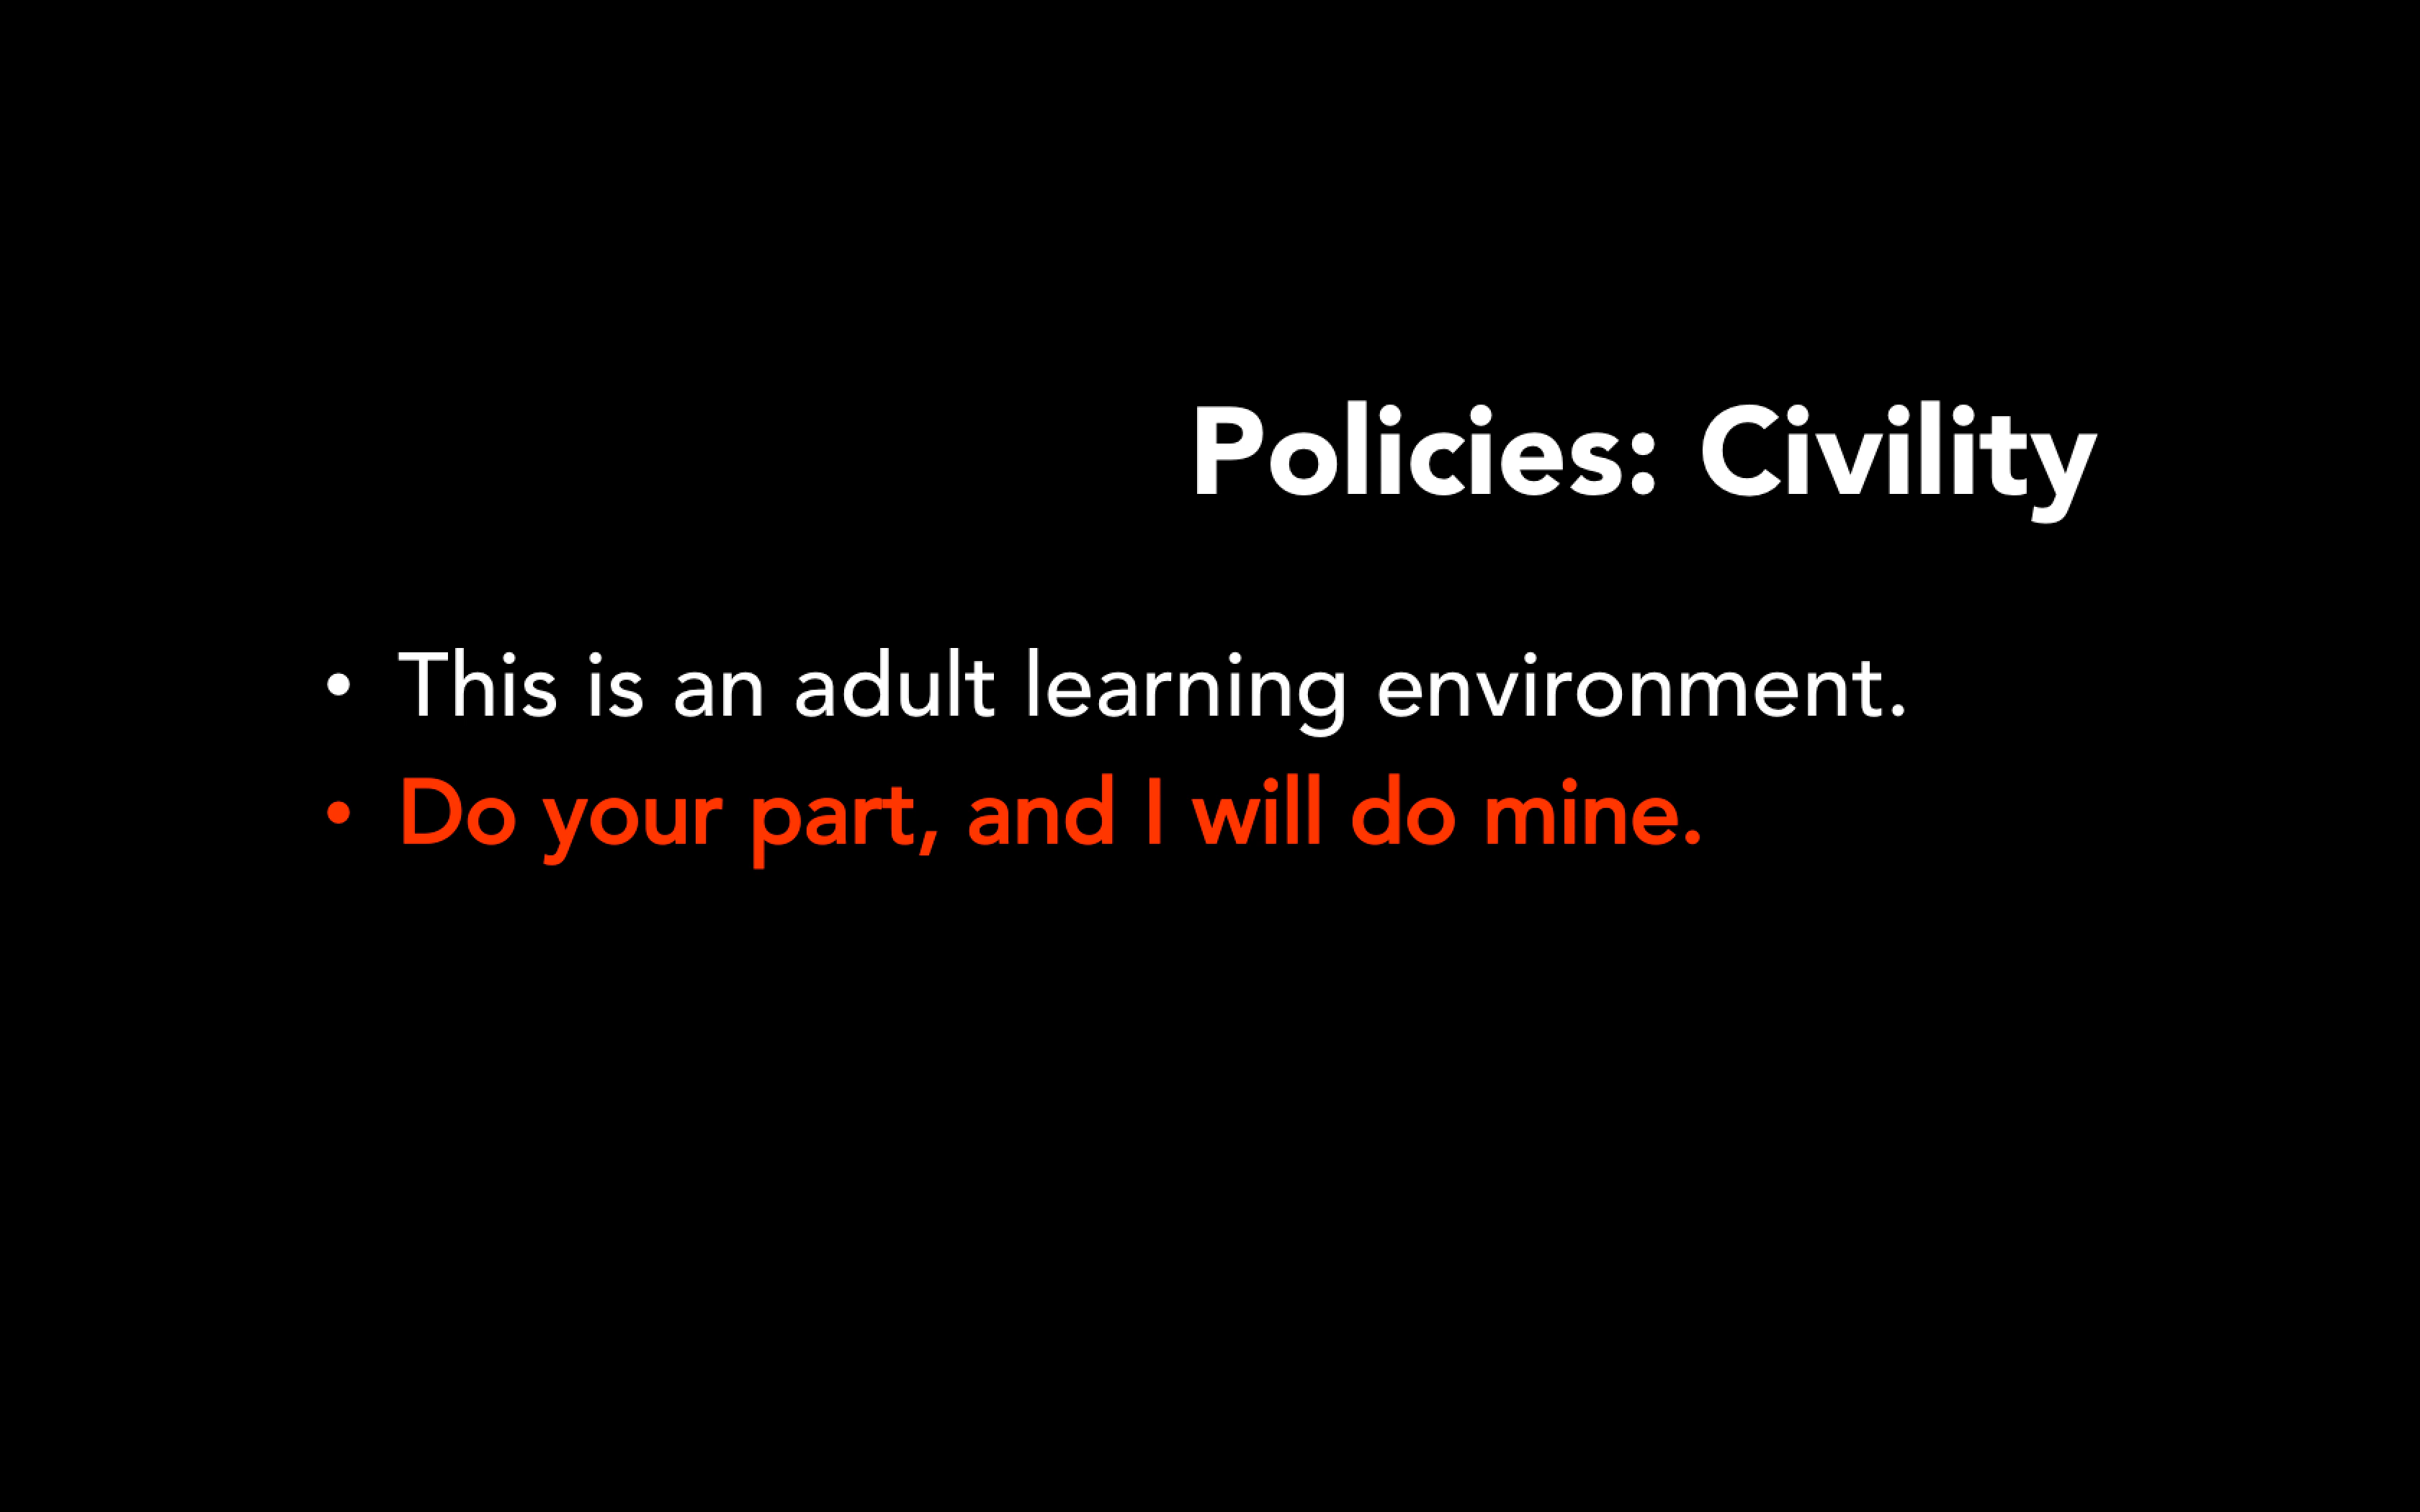 Policies: Civility
• This is an adult learning environment.
• Do your part, and I will do mine.